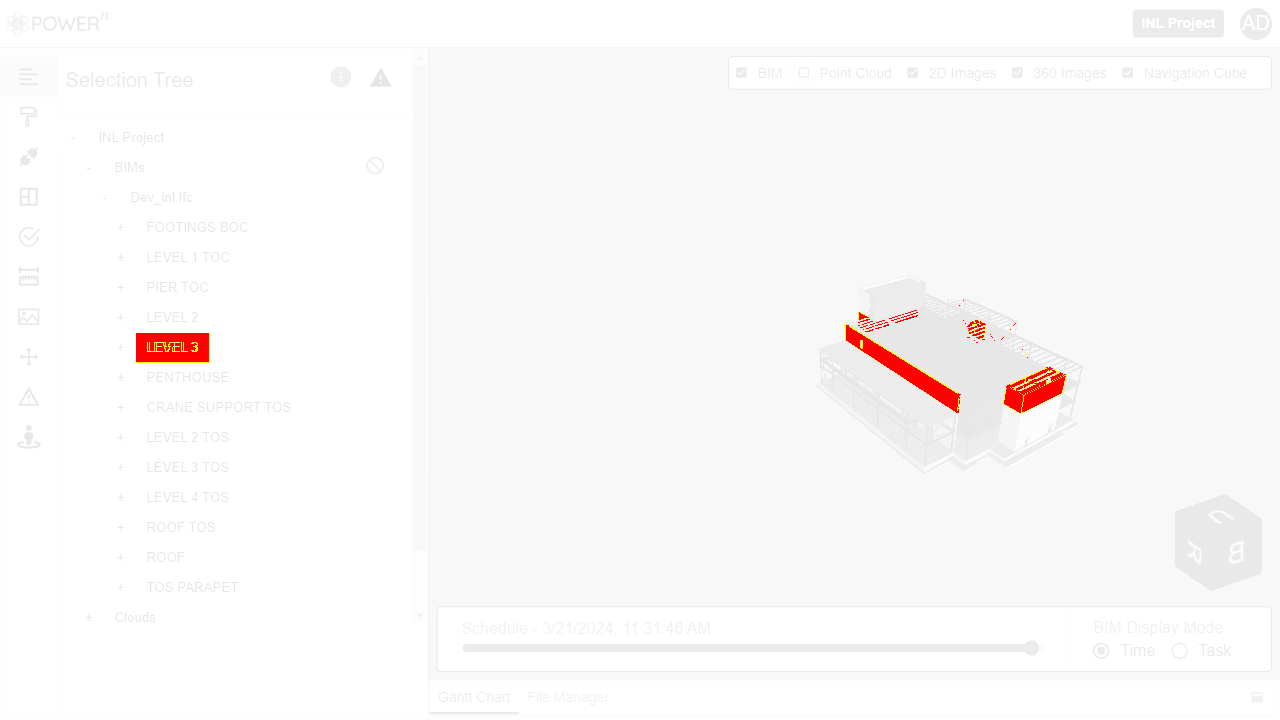 POWER n
INL Project
AD
Selection Tree
BIM
Point Cloud
2D Images
360 Images
Navigation Cube
- INL Project
- BIMs
- Dev_Inl.Ifc
+ FOOTINGS BOC
+ LEVEL 1 TOC
+ PIER TOC
+ LEVEL 2
+ LEVEL 3
+ PENTHOUSE
+ CRANE SUPPORT TOS
+ LEVEL 2 TOS
+ LEVEL 3 TOS
+ LEVEL 4 TOS
+ ROOF TOS
+ ROOF
+ TOS PARAPET
+ Clouds
U
R
B
Schedule - 3/21/2024, 11:31:46 AM
BIM Display Mode
Time
Task
Gantt Chart
File Manager